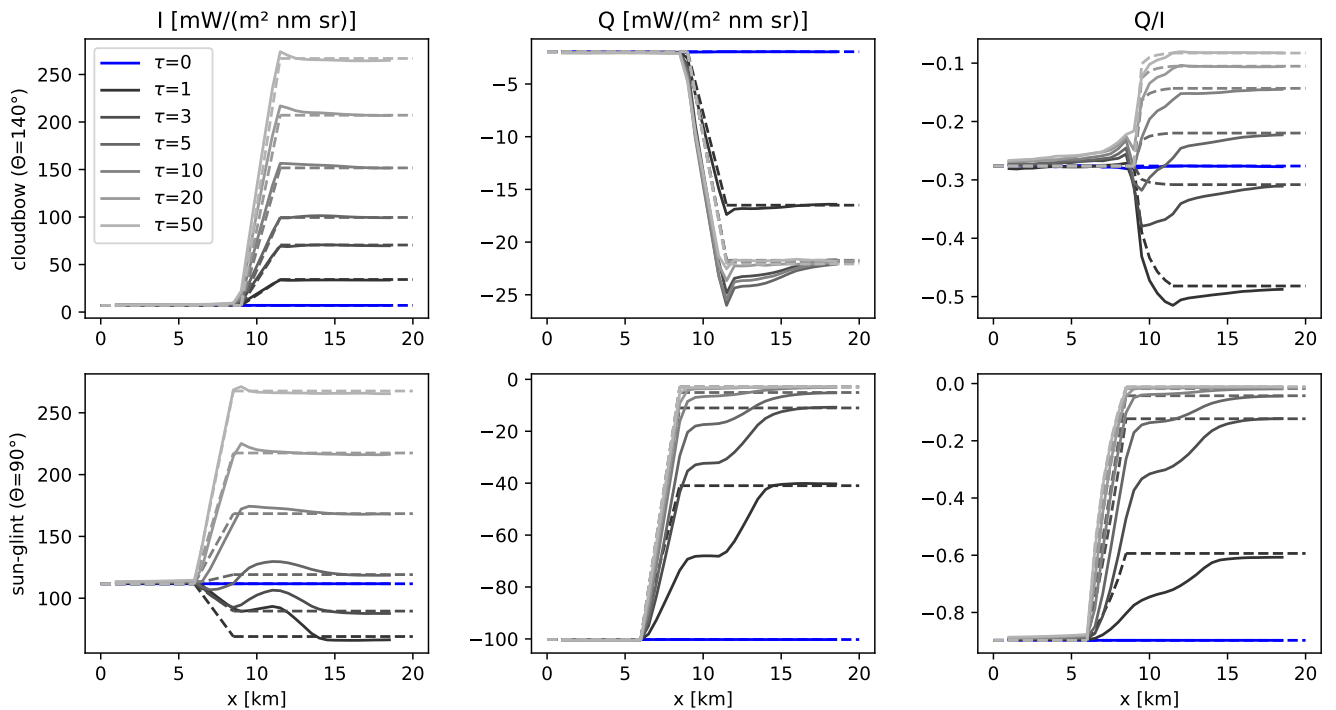 I [mW/(m² nm sr)]
Q [mW/(m² nm sr)]
Q/I
cloudbow (Θ=140°)
250
200
150
100
50
0
τ=0
τ=1
τ=3
τ=5
τ=10
τ=20
τ=50
0 5 10 15 20
−5
−10
−15
−20
−25
0 5 10 15 20
−0.1
−0.2
−0.3
−0.4
−0.5
0 5 10 15 20
sun-glint (Θ=90°)
250
200
150
100
0 5 10 15 20
x [km]
0
−20
−40
−60
−80
−100
0 5 10 15 20
x [km]
0.0
−0.2
−0.4
−0.6
−0.8
0 5 10 15 20
x [km]